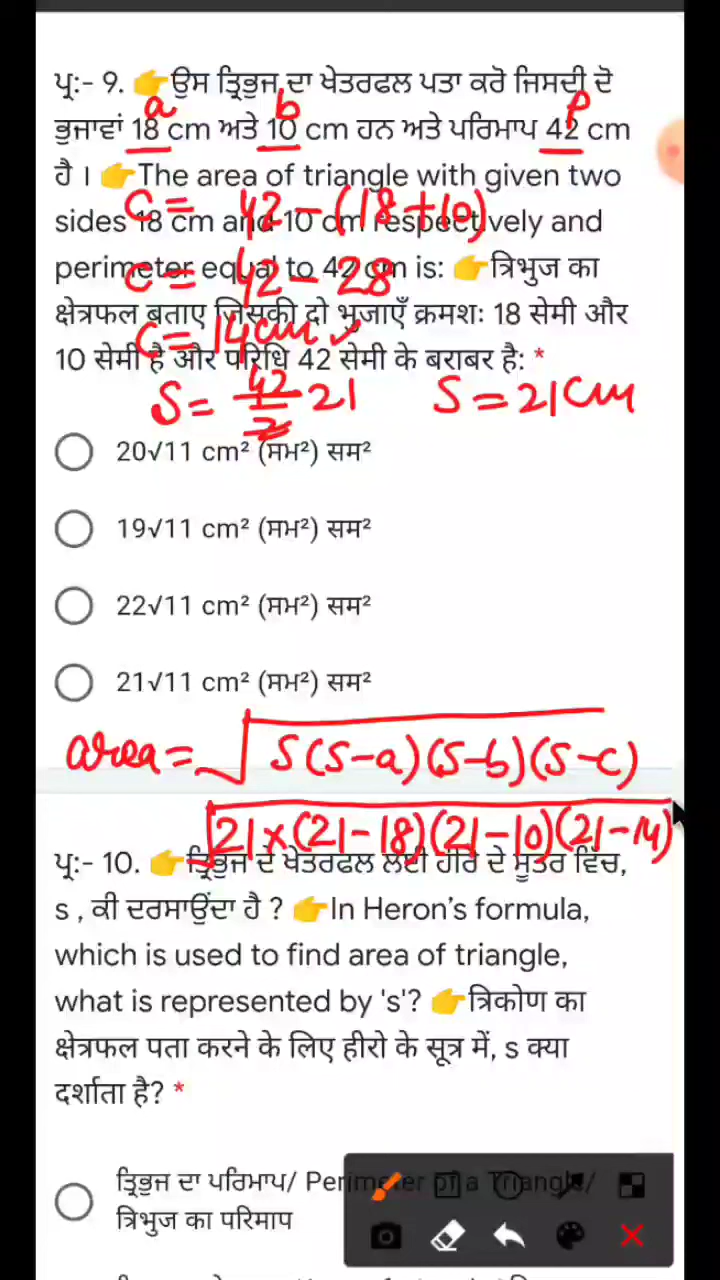 ਪ੍ਰ:- 9. 👉ਉਸ ਤ੍ਰਿਭੁਜ ਦਾ ਖੇਤਰਫਲ ਪਤਾ ਕਰੋ ਜਿਸਦੀ ਦੋ
a b p
ਭੁਜਾਵਾਂ 18 cm ਅਤੇ 10 cm ਹਨ ਅਤੇ ਪਰਿਮਾਪ 42 cm
ਹੈ । 👉The area of triangle with given two
C = 42 - (18+10)
sides 18 cm and 10 cm respectively and
C = 42 - 28
perimeter equal to 42 cm is: 👉त्रिभुज का
क्षेत्रफल बताए जिसकी दो भुजाएँ क्रमशः 18 सेमी और
C = 14cm
10 सेमी है और परिधि 42 सेमी के बराबर है: *
S = 42/2 21 S = 21cm
20√11 cm² (ਸਮ²) सम²
19√11 cm² (ਸਮ²) सम²
22√11 cm² (ਸਮ²) सम²
21√11 cm² (ਸਮ²) सम²
area = √S(S-a)(S-b)(S-c)
√21×(21-18)(21-10)(21-14)
ਪ੍ਰ:- 10. 👉ਤ੍ਰਿਭੁਜ ਦੇ ਖੇਤਰਫਲ ਲਈ ਹੀਰੋ ਦੇ ਸੂਤਰ ਵਿੱਚ,
s , ਕੀ ਦਰਸਾਉਂਦਾ ਹੈ ? 👉In Heron’s formula,
which is used to find area of triangle,
what is represented by 's'? 👉त्रिकोण का
क्षेत्रफल पता करने के लिए हीरो के सूत्र में, s क्या
दर्शाता है? *
ਤ੍ਰਿਭੁਜ ਦਾ ਪਰਿਮਾਪ/ Perimeter of a Triangle/
त्रिभुज का परिमाप